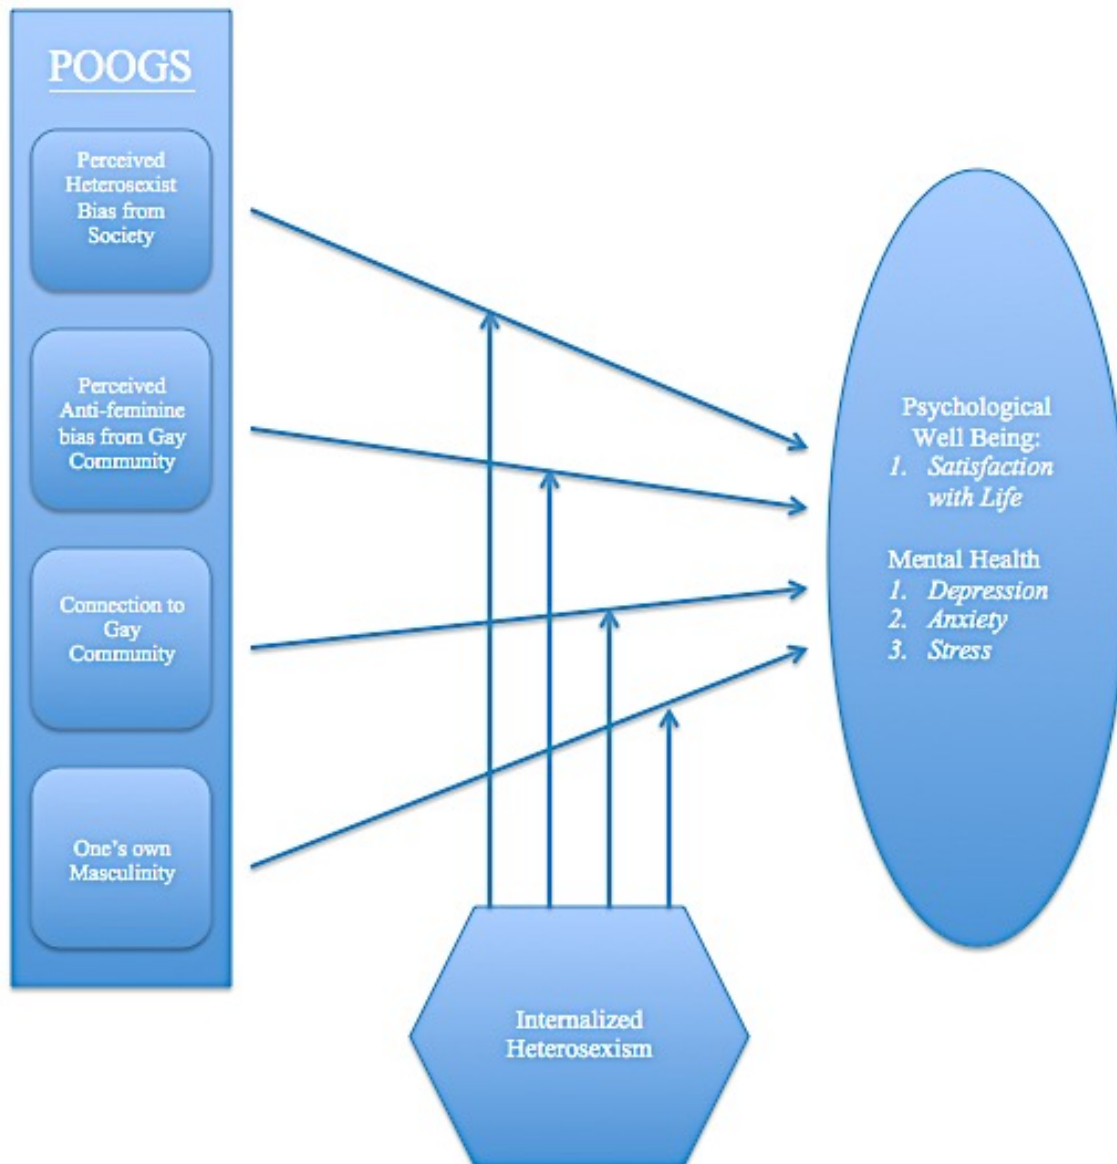 POOGS
Perceived
Heterosexist
Bias from
Society
Perceived
Anti-feminine
bias from Gay
Community
Connection to
Gay
Community
One's own
Masculinity
Psychological
Well Being:
1. Satisfaction
with Life
Mental Health
1. Depression
2. Anxiety
3. Stress
Internalized
Heterosexism